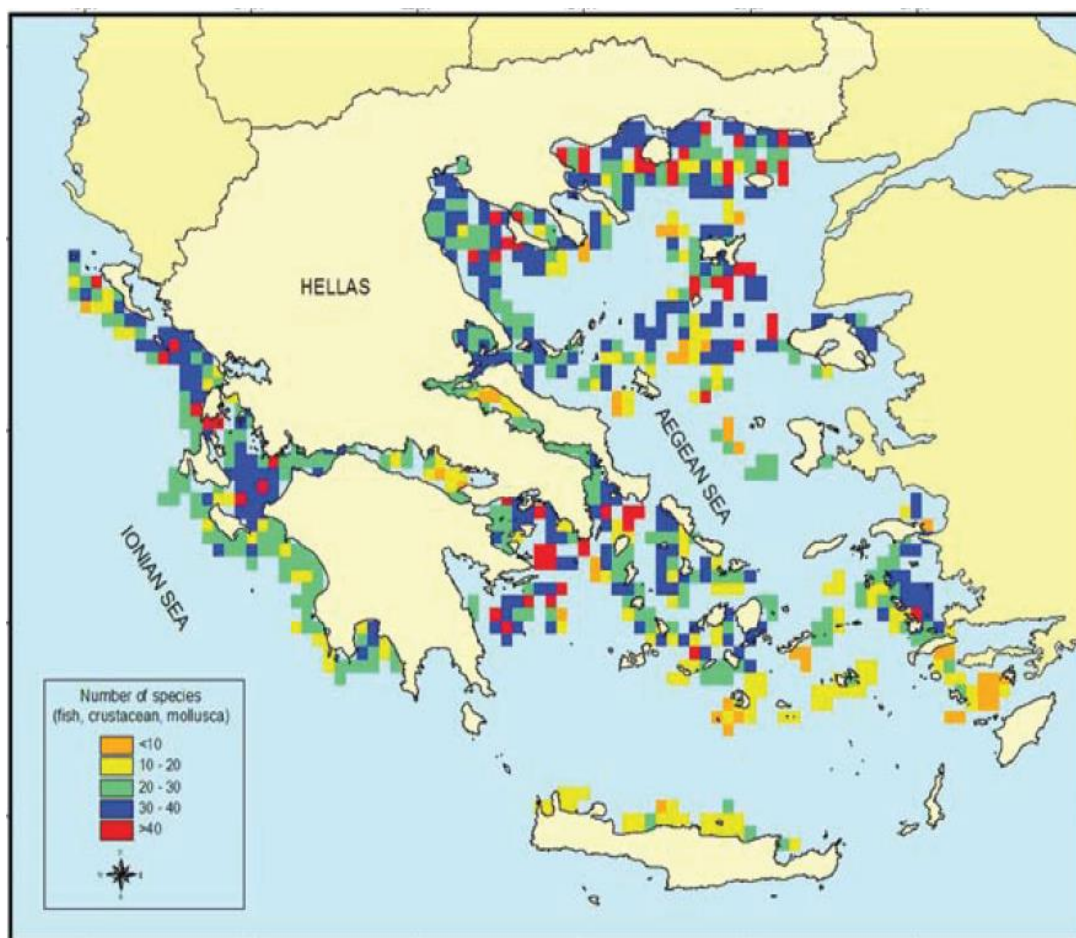 HELLAS
AEGEAN SEA
IONIAN SEA
Number of species
(fish, crustacean, mollusca)
<10
10 - 20
20 - 30
30 - 40
>40